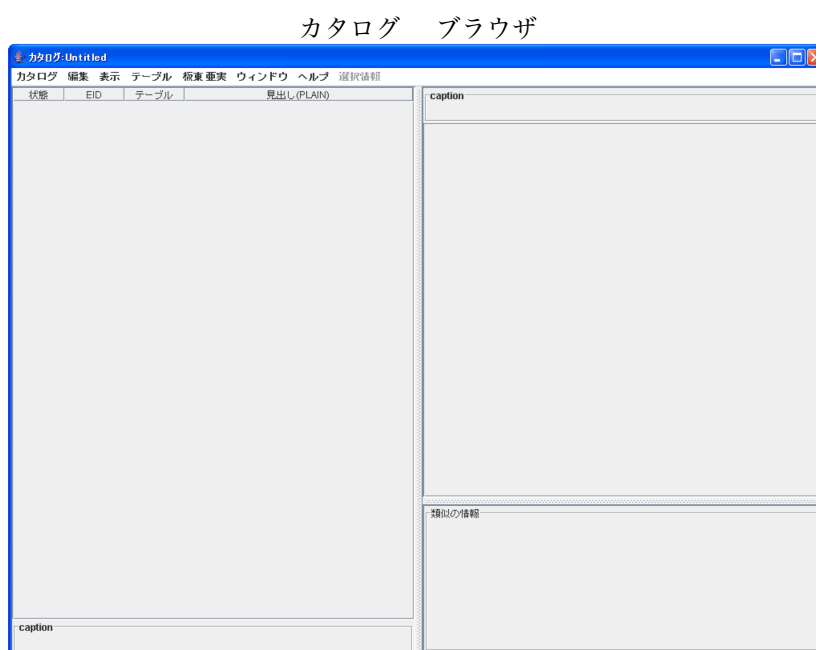 カタログ ブラウザ
カタログ:Untitled
カタログ 編集 表示 テーブル 板東 亜実 ウィンドウ ヘルプ 選択情報
状態 EID テーブル 見出し(PLAIN)
caption
類似の情報
caption